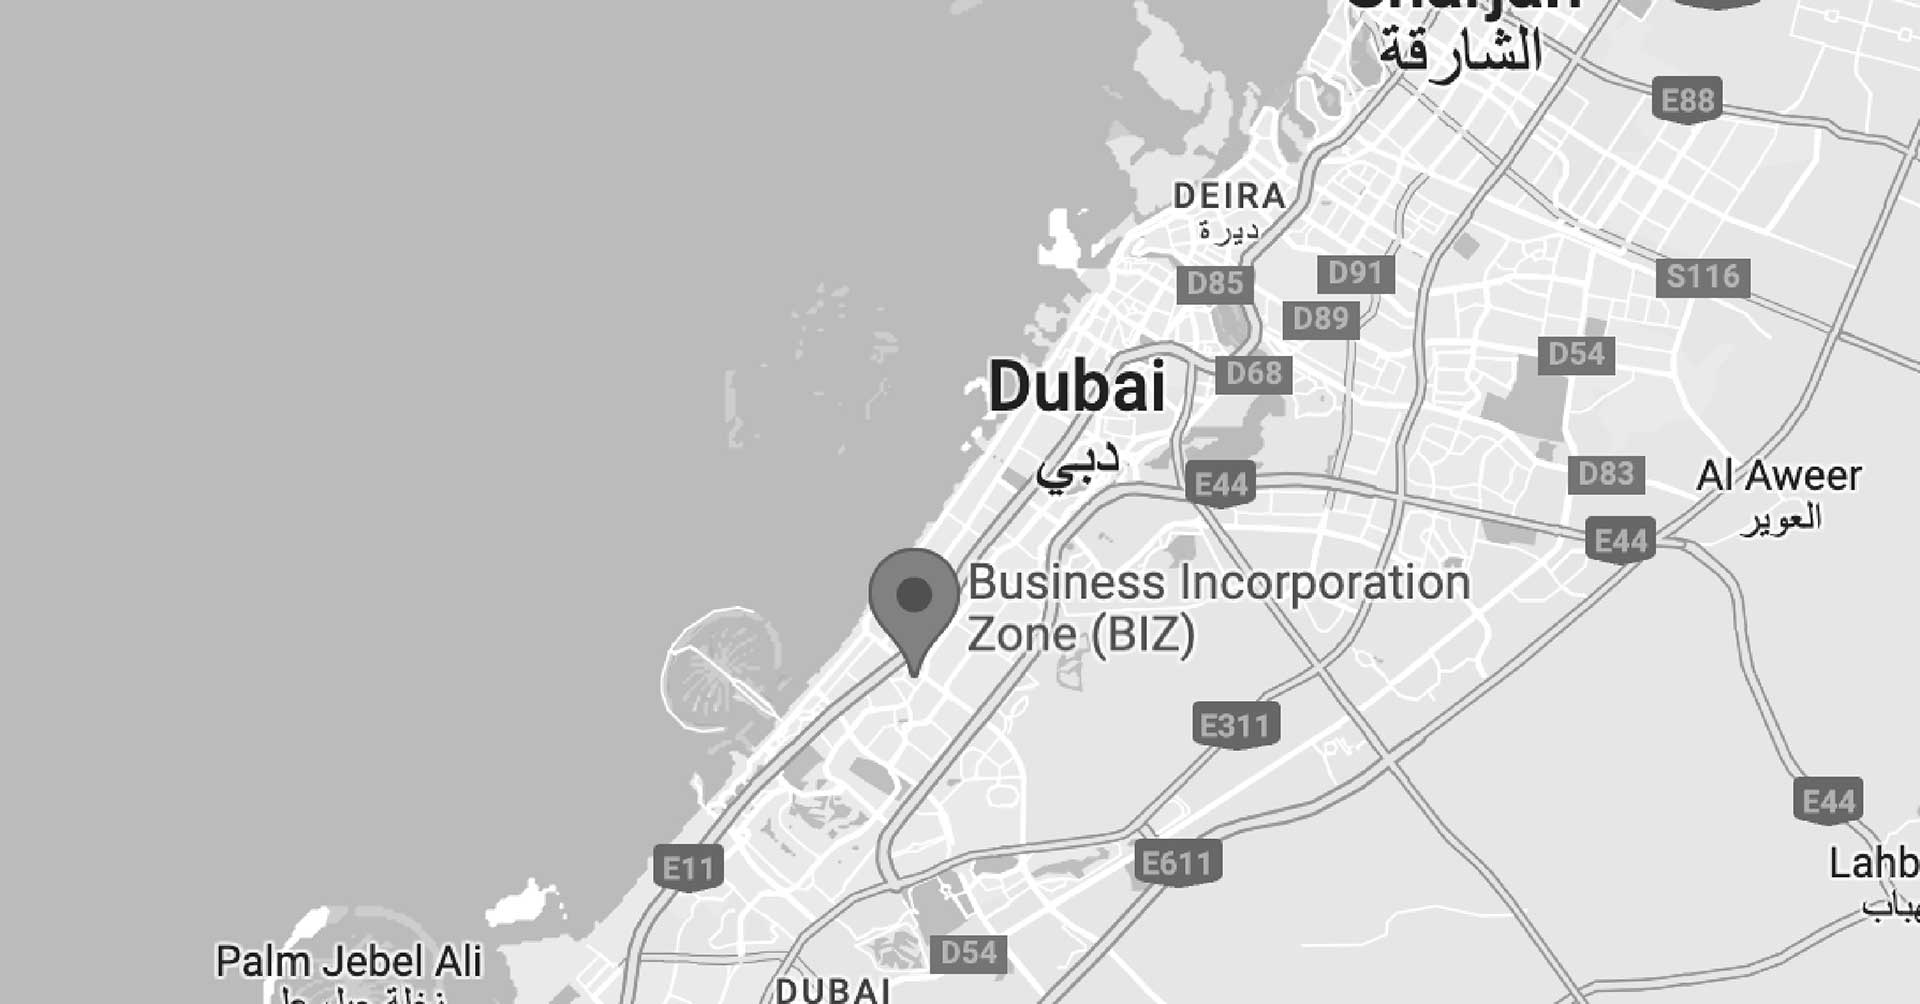 الشارقة
E88
DEIRA
ديرة
D85
D91
S116
D89
D54
Dubai
دبي
D68
E44
D83
Al Aweer
العوير
E44
Business Incorporation
Zone (BIZ)
E311
E44
E11
E611
Palm Jebel Ali
D54
DUBAI